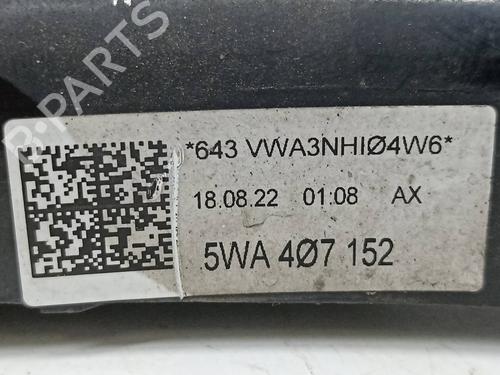 B-PARTS
*643 VWA3NHIØ4W6*
18.08.22 01:08 AX
5WA 4Ø7 152